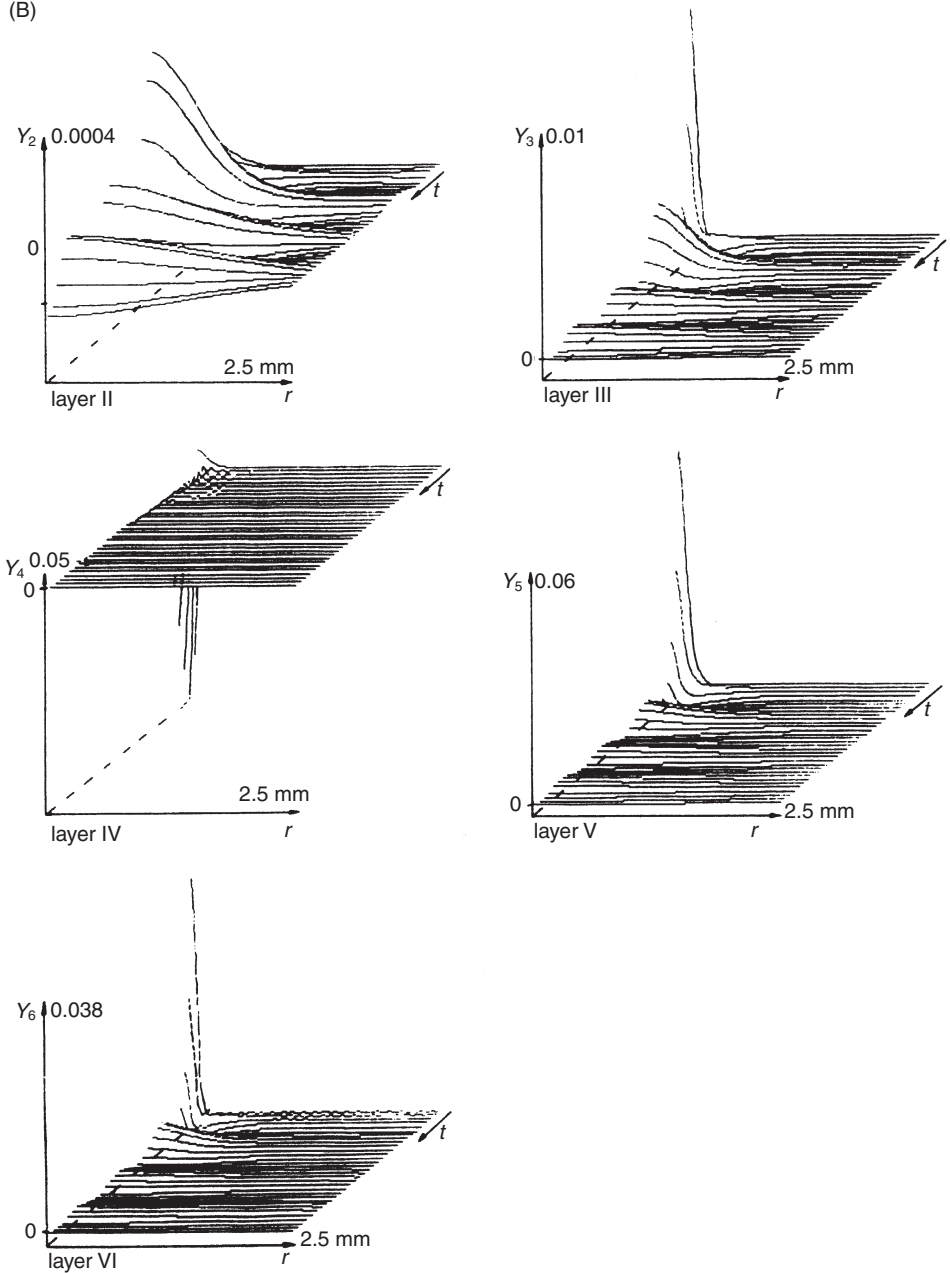 (B)
Y2 0.0004
0
t
2.5 mm
layer II r
Y3 0.01
t
0
2.5 mm
layer III r
t
Y4 0.05
0
2.5 mm
layer IV r
Y5 0.06
t
0
2.5 mm
layer V r
Y6 0.038
t
0
2.5 mm
layer VI r